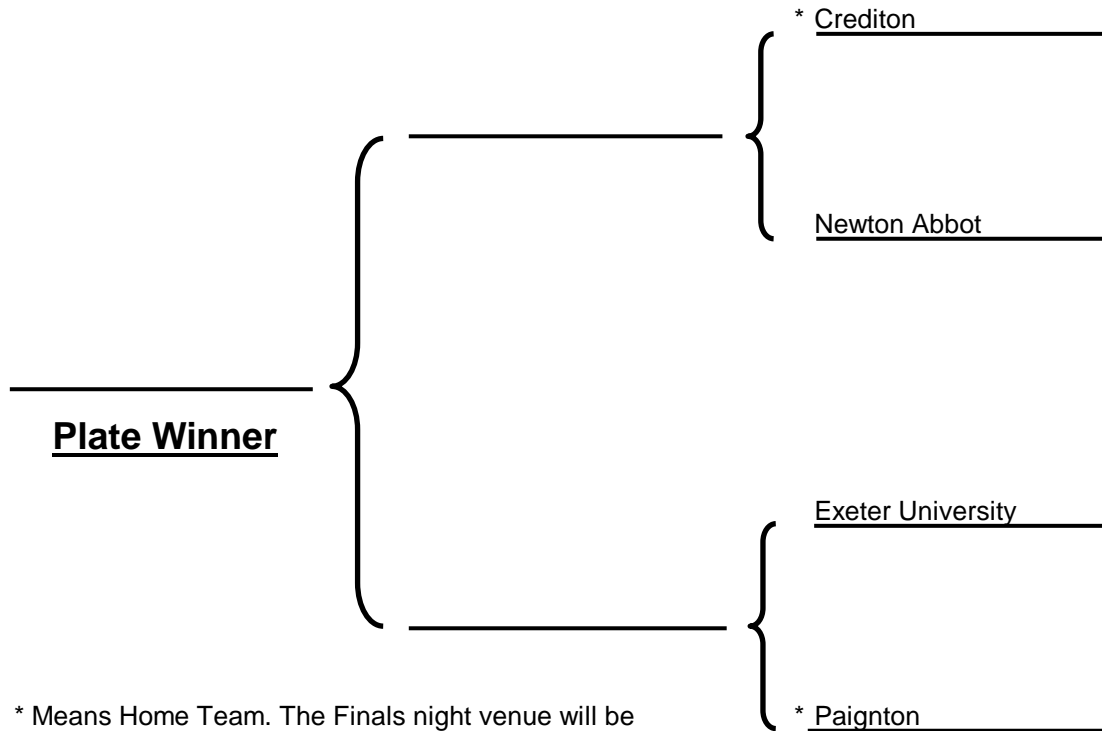 * Crediton
Newton Abbot
Plate Winner
Exeter University
* Means Home Team. The Finals night venue will be
* Paignton